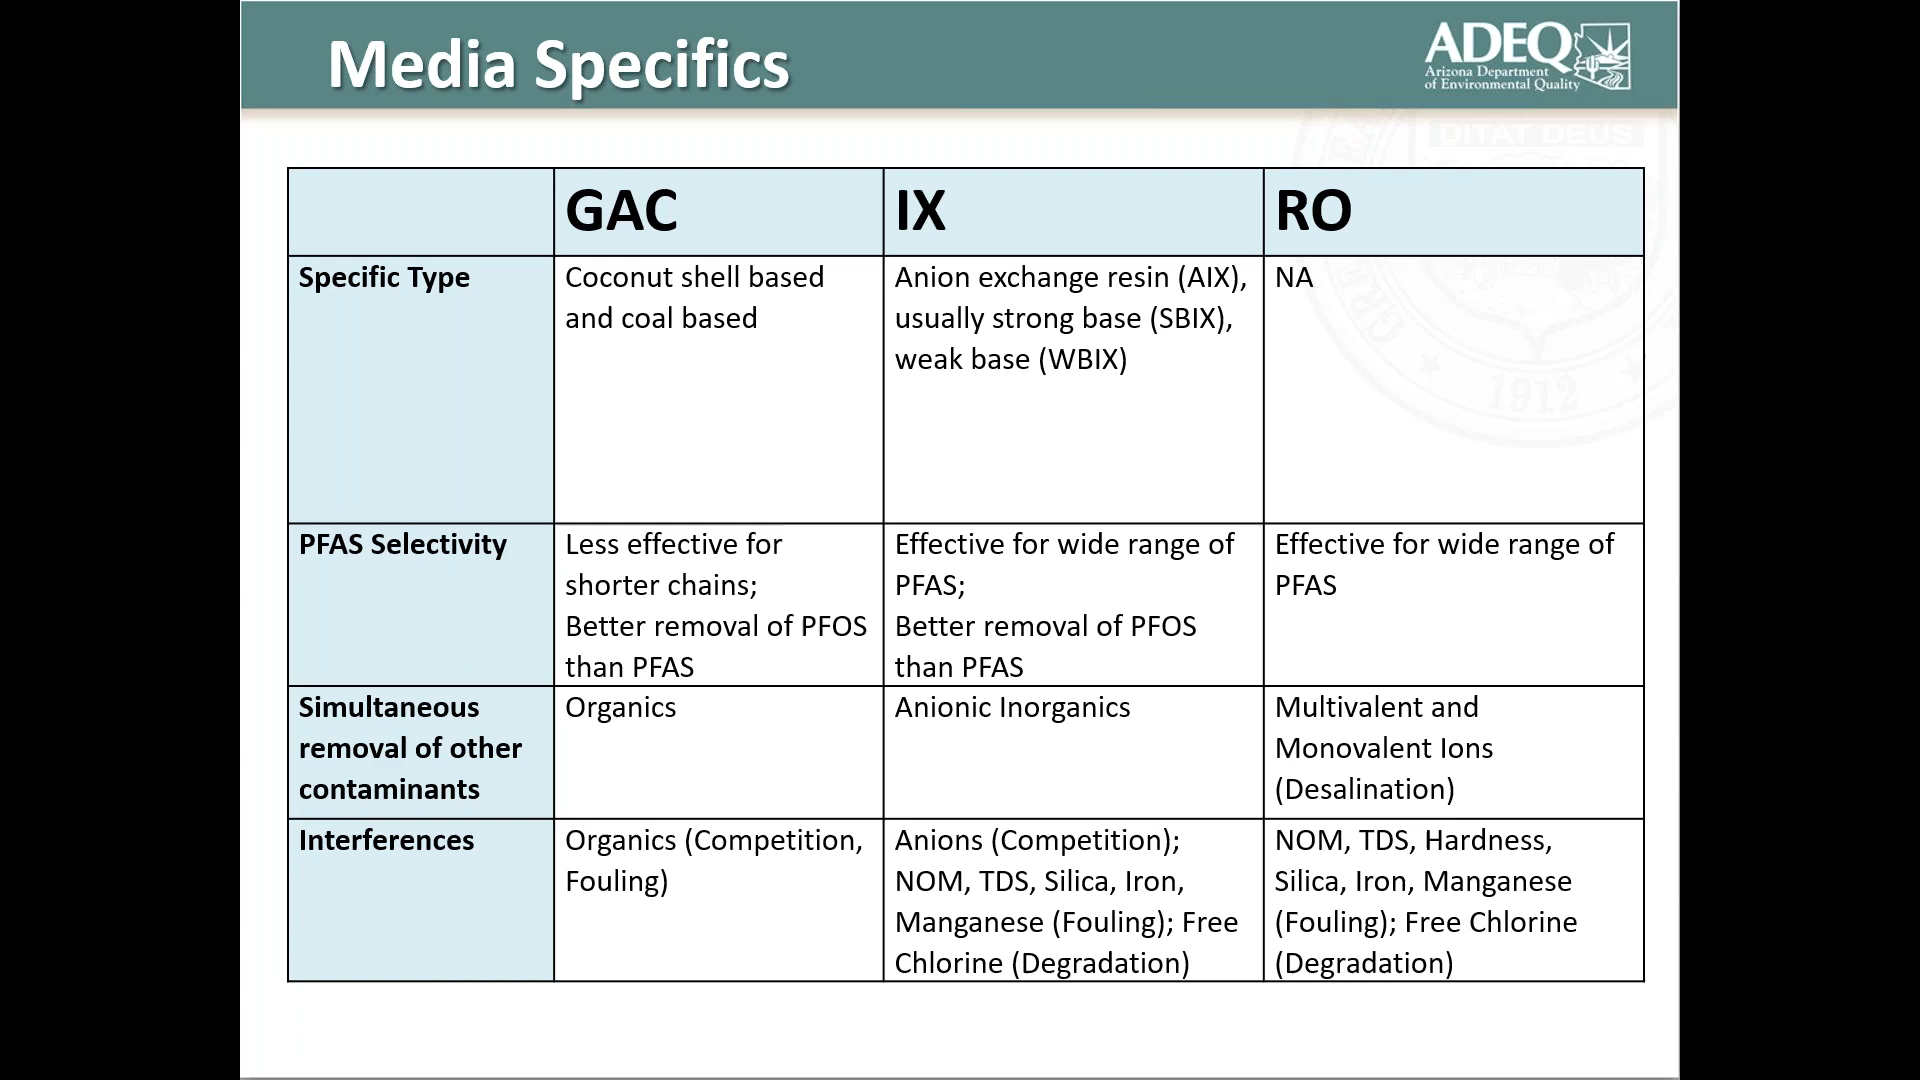 Media Specifics
ADEQ
Arizona Department
of Environmental Quality
DITAT DEUS
1912
GAC
IX
RO
Specific Type
Coconut shell based
and coal based
Anion exchange resin (AIX),
usually strong base (SBIX),
weak base (WBIX)
NA
PFAS Selectivity
Less effective for
shorter chains;
Better removal of PFOS
than PFAS
Effective for wide range of
PFAS;
Better removal of PFOS
than PFAS
Effective for wide range of
PFAS
Simultaneous
removal of other
contaminants
Organics
Anionic Inorganics
Multivalent and
Monovalent Ions
(Desalination)
Interferences
Organics (Competition,
Fouling)
Anions (Competition);
NOM, TDS, Silica, Iron,
Manganese (Fouling); Free
Chlorine (Degradation)
NOM, TDS, Hardness,
Silica, Iron, Manganese
(Fouling); Free Chlorine
(Degradation)